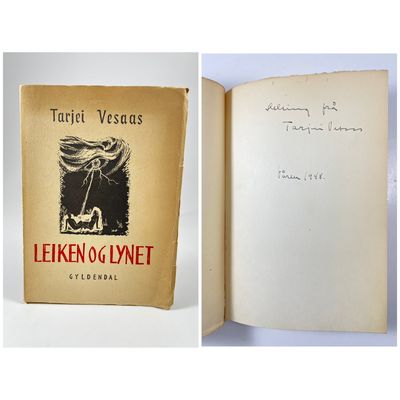 Tarjei Vesaas
LEIKEN OG LYNET
GYLDENDAL
Helsing frå
Tarjei Vesaas
Våren 1948.